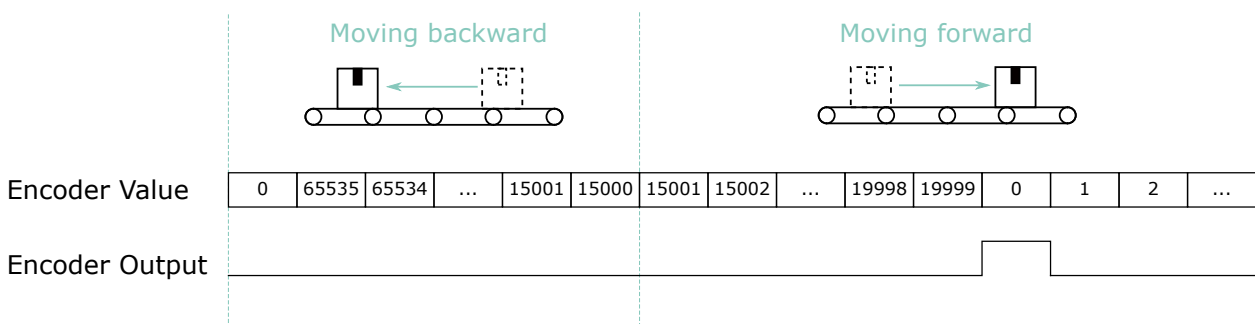 Moving backward
Moving forward
Encoder Value 0 65535 65534 ... 15001 15000 15001 15002 ... 19998 19999 0 1 2 ...
Encoder Output